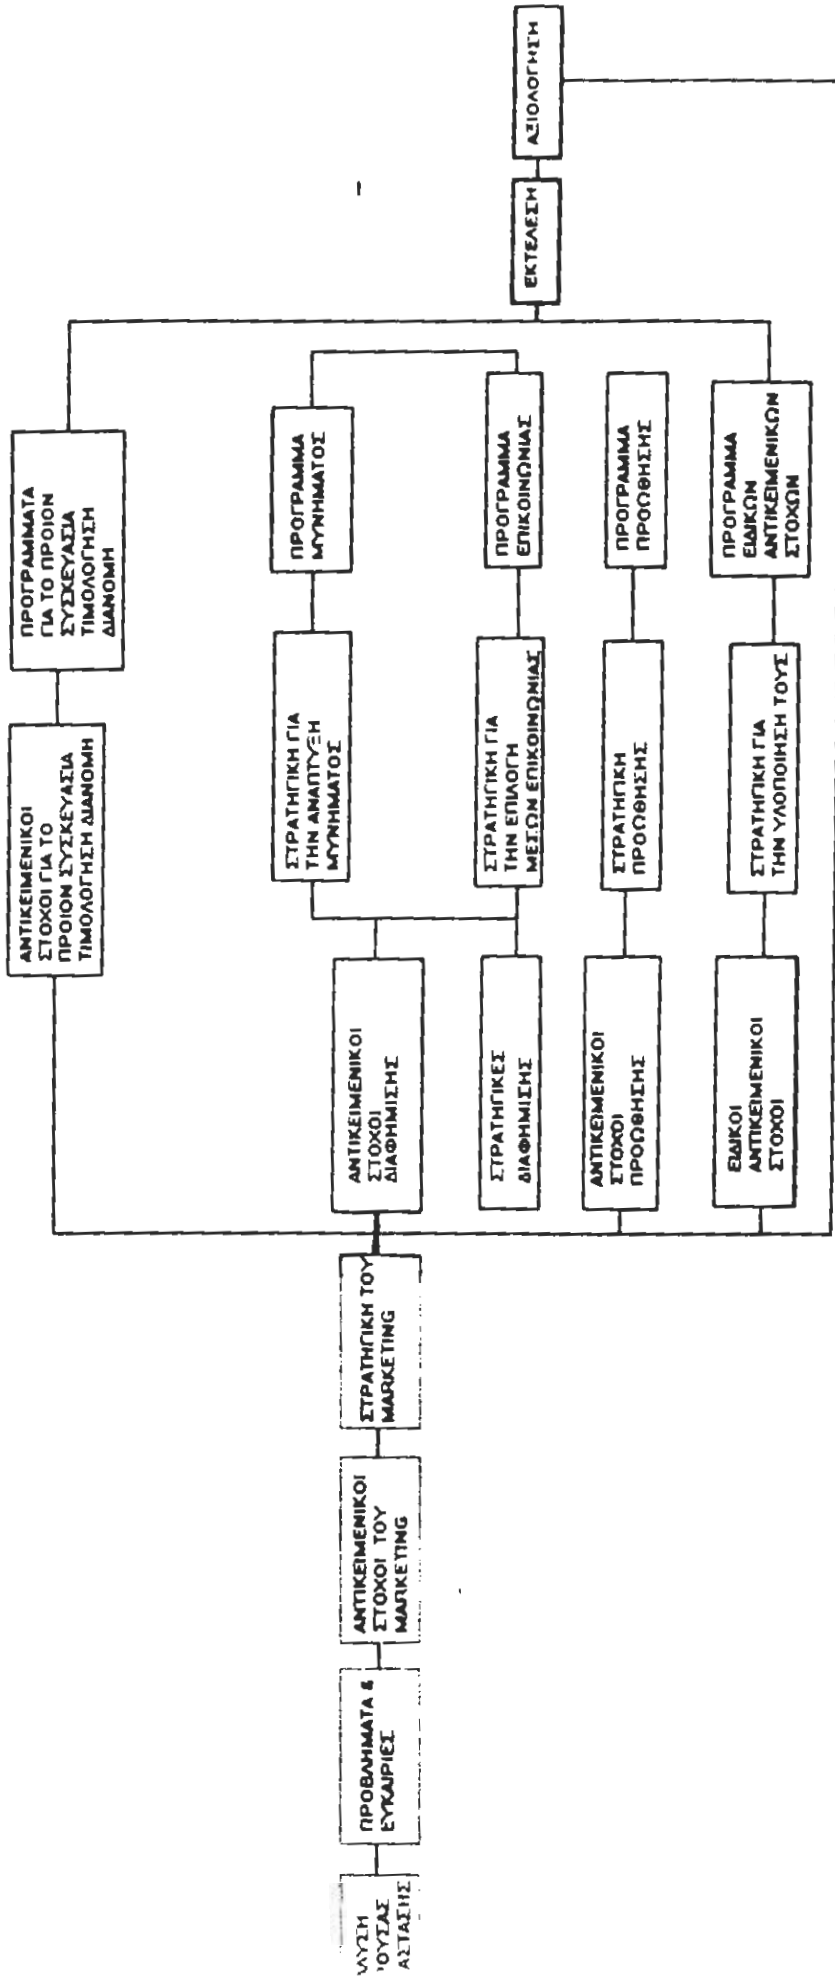 ΠΡΟΒΛΗΜΑΤΑ &
ΕΥΚΑΙΡΙΕΣ
ΑΝΤΙΚΕΙΜΕΝΙΚΟΙ
ΣΤΟΧΟΙ ΤΟΥ
MARKETING
ΣΤΡΑΤΗΓΙΚΗ ΤΟΥ
MARKETING
ΑΝΤΙΚΕΙΜΕΝΙΚΟΙ
ΣΤΟΧΟΙ ΓΙΑ ΤΟ
ΠΡΟΙΟΝ ΣΥΣΚΕΥΑΣΙΑ
ΤΙΜΟΛΟΓΗΣΗ ΔΙΑΝΟΜΗ
ΠΡΟΓΡΑΜΜΑΤΑ
ΓΙΑ ΤΟ ΠΡΟΙΟΝ
ΣΥΣΚΕΥΑΣΙΑ
ΤΙΜΟΛΟΓΗΣΗ
ΔΙΑΝΟΜΗ
ΑΝΤΙΚΕΙΜΕΝΙΚΟΙ
ΣΤΟΧΟΙ
ΔΙΑΦΗΜΙΣΗΣ
ΣΤΡΑΤΗΓΙΚΗ ΓΙΑ
ΤΗΝ ΑΝΑΠΤΥΞΗ
ΜΥΝΗΜΑΤΟΣ
ΠΡΟΓΡΑΜΜΑ
ΜΥΝΗΜΑΤΟΣ
ΣΤΡΑΤΗΓΙΚΕΣ
ΔΙΑΦΗΜΙΣΗΣ
ΣΤΡΑΤΗΓΙΚΗ ΓΙΑ
ΤΗΝ ΕΠΙΛΟΓΗ
ΜΕΣΩΝ ΕΠΙΚΟΙΝΩΝΙΑΣ
ΠΡΟΓΡΑΜΜΑ
ΕΠΙΚΟΙΝΩΝΙΑΣ
ΑΝΤΙΚΕΙΜΕΝΙΚΟΙ
ΣΤΟΧΟΙ
ΠΡΟΩΘΗΣΗΣ
ΣΤΡΑΤΗΓΙΚΗ
ΠΡΟΩΘΗΣΗΣ
ΠΡΟΓΡΑΜΜΑ
ΠΡΟΩΘΗΣΗΣ
ΕΙΔΙΚΟΙ
ΑΝΤΙΚΕΙΜΕΝΙΚΟΙ
ΣΤΟΧΟΙ
ΣΤΡΑΤΗΓΙΚΗ ΓΙΑ
ΤΗΝ ΥΛΟΠΟΙΗΣΗ ΤΟΥΣ
ΠΡΟΓΡΑΜΜΑ
ΕΙΔΙΚΩΝ
ΑΝΤΙΚΕΙΜΕΝΙΚΩΝ
ΣΤΟΧΩΝ
ΕΚΤΕΛΕΣΗ
ΑΞΙΟΛΟΓΗΣΗ